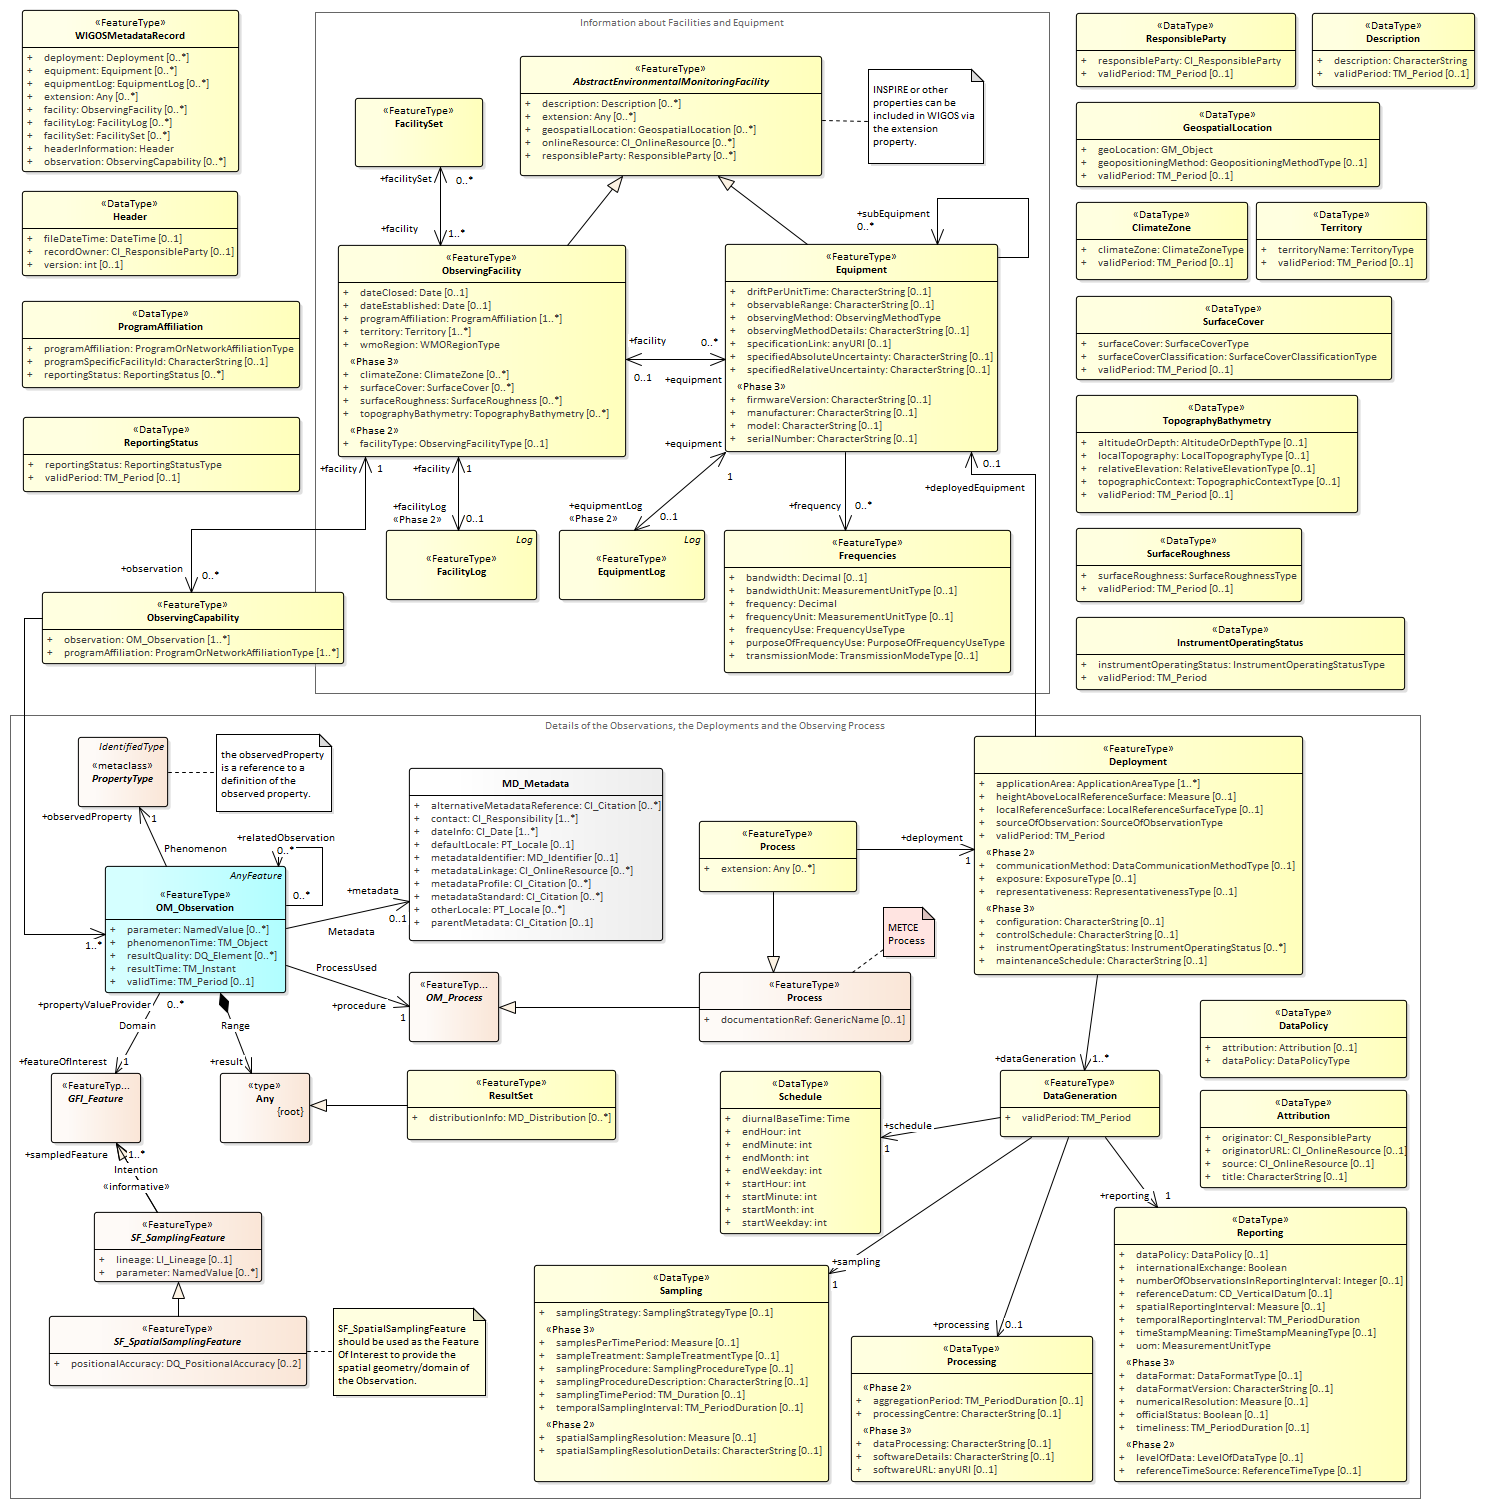 «FeatureType»
WIGOSMetadataRecord
+ deployment: Deployment [0..*]
+ equipment: Equipment [0..*]
+ equipmentLog: EquipmentLog [0..*]
+ extension: Any [0..*]
+ facility: ObservingFacility [0..*]
+ facilityLog: FacilityLog [0..*]
+ facilitySet: FacilitySet [0..*]
+ headerInformation: Header
+ observation: ObservingCapability [0..*]
«DataType»
Header
+ fileDateTime: DateTime [0..1]
+ recordOwner: CI_ResponsibleParty [0..1]
+ version: int [0..1]
«DataType»
ProgramAffiliation
+ programAffiliation: ProgramOrNetworkAffiliationType
+ programSpecificFacilityId: CharacterString [0..1]
+ reportingStatus: ReportingStatus [0..*]
«DataType»
ReportingStatus
+ reportingStatus: ReportingStatusType
+ validPeriod: TM_Period [0..1]
Information about Facilities and Equipment
«FeatureType»
FacilitySet
«FeatureType»
AbstractEnvironmentalMonitoringFacility
+ description: Description [0..*]
+ extension: Any [0..*]
+ geospatialLocation: GeospatialLocation [0..*]
+ onlineResource: CI_OnlineResource [0..*]
+ responsibleParty: ResponsibleParty [0..*]
INSPIRE or other
properties can be
included in WIGOS via
the extension
property.
+facilitySet
0..*
+facility
1..*
+subEquipment
0..*
«FeatureType»
ObservingFacility
+ dateClosed: Date [0..1]
+ dateEstablished: Date [0..1]
+ programAffiliation: ProgramAffiliation [1..*]
+ territory: Territory [1..*]
+ wmoRegion: WMORegionType
«Phase 3»
+ climateZone: ClimateZone [0..*]
+ surfaceCover: SurfaceCover [0..*]
+ surfaceRoughness: SurfaceRoughness [0..*]
+ topographyBathymetry: TopographyBathymetry [0..*]
«Phase 2»
+ facilityType: ObservingFacilityType [0..1]
+facility
0..*
0..1
+equipment
«FeatureType»
Equipment
+ driftPerUnitTime: CharacterString [0..1]
+ observableRange: CharacterString [0..1]
+ observingMethod: ObservingMethodType
+ observingMethodDetails: CharacterString [0..1]
+ specificationLink: anyURI [0..1]
+ specifiedAbsoluteUncertainty: CharacterString [0..1]
+ specifiedRelativeUncertainty: CharacterString [0..1]
«Phase 3»
+ firmwareVersion: CharacterString [0..1]
+ manufacturer: CharacterString [0..1]
+ model: CharacterString [0..1]
+ serialNumber: CharacterString [0..1]
+facility 1
+facility 1
+equipment
1
0..1
+deployedEquipment
+facilityLog
«Phase 2»
0..1
+equipmentLog
«Phase 2»
0..1
+frequency
0..*
Log
«FeatureType»
FacilityLog
Log
«FeatureType»
EquipmentLog
«FeatureType»
Frequencies
+ bandwidth: Decimal [0..1]
+ bandwidthUnit: MeasurementUnitType [0..1]
+ frequency: Decimal
+ frequencyUnit: MeasurementUnitType [0..1]
+ frequencyUse: FrequencyUseType
+ purposeOfFrequencyUse: PurposeOfFrequencyUseType
+ transmissionMode: TransmissionModeType [0..1]
+observation
0..*
«FeatureType»
ObservingCapability
+ observation: OM_Observation [1..*]
+ programAffiliation: ProgramOrNetworkAffiliationType [1..*]
«DataType»
ResponsibleParty
+ responsibleParty: CI_ResponsibleParty
+ validPeriod: TM_Period [0..1]
«DataType»
Description
+ description: CharacterString
+ validPeriod: TM_Period [0..1]
«DataType»
GeospatialLocation
+ geoLocation: GM_Object
+ geopositioningMethod: GeopositioningMethodType [0..1]
+ validPeriod: TM_Period [0..1]
«DataType»
ClimateZone
+ climateZone: ClimateZoneType
+ validPeriod: TM_Period [0..1]
«DataType»
Territory
+ territoryName: TerritoryType
+ validPeriod: TM_Period [0..1]
«DataType»
SurfaceCover
+ surfaceCover: SurfaceCoverType
+ surfaceCoverClassification: SurfaceCoverClassificationType
+ validPeriod: TM_Period [0..1]
«DataType»
TopographyBathymetry
+ altitudeOrDepth: AltitudeOrDepthType [0..1]
+ localTopography: LocalTopographyType [0..1]
+ relativeElevation: RelativeElevationType [0..1]
+ topographicContext: TopographicContextType [0..1]
+ validPeriod: TM_Period [0..1]
«DataType»
SurfaceRoughness
+ surfaceRoughness: SurfaceRoughnessType
+ validPeriod: TM_Period [0..1]
«DataType»
InstrumentOperatingStatus
+ instrumentOperatingStatus: InstrumentOperatingStatusType
+ validPeriod: TM_Period
Details of the Observations, the Deployments and the Observing Process
IdentifiedType
«metaclass»
PropertyType
the observedProperty
is a reference to a
definition of the
observed property.
+observedProperty
1
Phenomenon
+relatedObservation
0..*
0..*
AnyFeature
«FeatureType»
OM_Observation
+ parameter: NamedValue [0..*]
+ phenomenonTime: TM_Object
+ resultQuality: DQ_Element [0..*]
+ resultTime: TM_Instant
+ validTime: TM_Period [0..1]
1..*
+metadata
0..1
Metadata
MD_Metadata
+ alternativeMetadataReference: CI_Citation [0..*]
+ contact: CI_Responsibility [1..*]
+ dateInfo: CI_Date [1..*]
+ defaultLocale: PT_Locale [0..1]
+ metadataIdentifier: MD_Identifier [0..1]
+ metadataLinkage: CI_OnlineResource [0..*]
+ metadataProfile: CI_Citation [0..*]
+ metadataStandard: CI_Citation [0..*]
+ otherLocale: PT_Locale [0..*]
+ parentMetadata: CI_Citation [0..1]
«FeatureType»
Process
+ extension: Any [0..*]
+deployment
1
METCE
Process
«FeatureType»
Deployment
+ applicationArea: ApplicationAreaType [1..*]
+ heightAboveLocalReferenceSurface: Measure [0..1]
+ localReferenceSurface: LocalReferenceSurfaceType [0..1]
+ sourceOfObservation: SourceOfObservationType
+ validPeriod: TM_Period
«Phase 2»
+ communicationMethod: DataCommunicationMethodType [0..1]
+ exposure: ExposureType [0..1]
+ representativeness: RepresentativenessType [0..1]
«Phase 3»
+ configuration: CharacterString [0..1]
+ controlSchedule: CharacterString [0..1]
+ instrumentOperatingStatus: InstrumentOperatingStatus [0..*]
+ maintenanceSchedule: CharacterString [0..1]
ProcessUsed
+procedure
1
«FeatureTyp...
OM_Process
«FeatureType»
Process
+ documentationRef: GenericName [0..1]
+propertyValueProvider 0..*
Domain
+featureOfInterest 1
Range
+result
«FeatureTyp...
GFI_Feature
«type»
Any
{root}
«FeatureType»
ResultSet
+ distributionInfo: MD_Distribution [0..*]
+sampledFeature 1..*
Intention
«informative»
«FeatureType»
SF_SamplingFeature
+ lineage: LI_Lineage [0..1]
+ parameter: NamedValue [0..*]
«FeatureType»
SF_SpatialSamplingFeature
+ positionalAccuracy: DQ_PositionalAccuracy [0..2]
SF_SpatialSamplingFeature
should be used as the Feature
Of Interest to provide the
spatial geometry/domain of
the Observation.
«DataType»
Schedule
+ diurnalBaseTime: Time
+ endHour: int
+ endMinute: int
+ endMonth: int
+ endWeekday: int
+ startHour: int
+ startMinute: int
+ startMonth: int
+ startWeekday: int
+dataGeneration 1..*
«FeatureType»
DataGeneration
+ validPeriod: TM_Period
+schedule
1
+sampling
1
+processing 0..1
+reporting 1
«DataType»
DataPolicy
+ attribution: Attribution [0..1]
+ dataPolicy: DataPolicyType
«DataType»
Attribution
+ originator: CI_ResponsibleParty
+ originatorURL: CI_OnlineResource [0..1]
+ source: CI_OnlineResource [0..1]
+ title: CharacterString [0..1]
«DataType»
Sampling
+ samplingStrategy: SamplingStrategyType [0..1]
«Phase 3»
+ samplesPerTimePeriod: Measure [0..1]
+ sampleTreatment: SampleTreatmentType [0..1]
+ samplingProcedure: SamplingProcedureType [0..1]
+ samplingProcedureDescription: CharacterString [0..1]
+ samplingTimePeriod: TM_Duration [0..1]
+ temporalSamplingInterval: TM_PeriodDuration [0..1]
«Phase 2»
+ spatialSamplingResolution: Measure [0..1]
+ spatialSamplingResolutionDetails: CharacterString [0..1]
«DataType»
Processing
«Phase 2»
+ aggregationPeriod: TM_PeriodDuration [0..1]
+ processingCentre: CharacterString [0..1]
«Phase 3»
+ dataProcessing: CharacterString [0..1]
+ softwareDetails: CharacterString [0..1]
+ softwareURL: anyURI [0..1]
«DataType»
Reporting
+ dataPolicy: DataPolicy [0..1]
+ internationalExchange: Boolean
+ numberOfObservationsInReportingInterval: Integer [0..1]
+ referenceDatum: CD_VerticalDatum [0..1]
+ spatialReportingInterval: Measure [0..1]
+ temporalReportingInterval: TM_PeriodDuration
+ timeStampMeaning: TimeStampMeaningType [0..1]
+ uom: MeasurementUnitType
«Phase 3»
+ dataFormat: DataFormatType [0..1]
+ dataFormatVersion: CharacterString [0..1]
+ numericalResolution: Measure [0..1]
+ officialStatus: Boolean [0..1]
+ timeliness: TM_PeriodDuration [0..1]
«Phase 2»
+ levelOfData: LevelOfDataType [0..1]
+ referenceTimeSource: ReferenceTimeType [0..1]